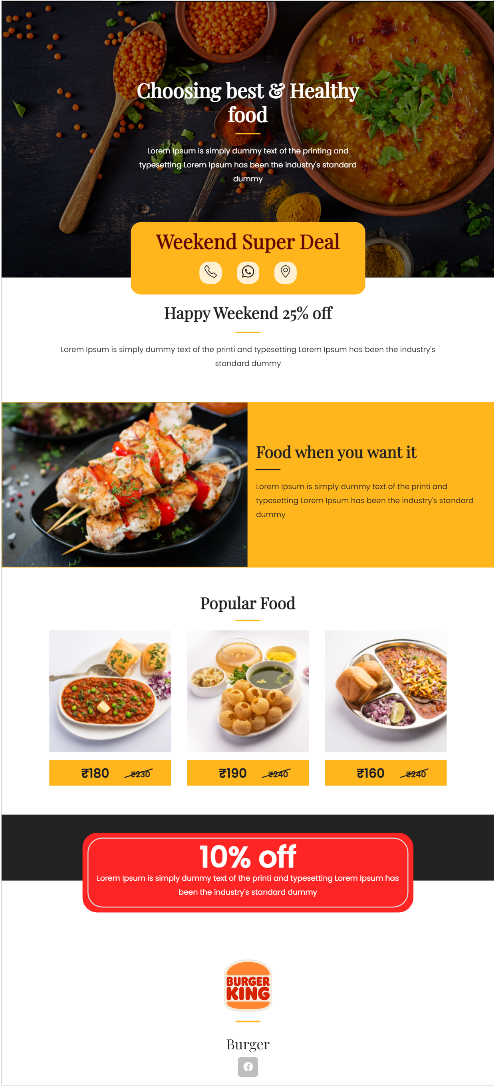 Choosing best & Healthy
food
Lorem Ipsum is simply dummy text of the printing and
typesetting Lorem Ipsum has been the industry's standard
dummy
Weekend Super Deal
Happy Weekend 25% off
Lorem Ipsum is simply dummy text of the printi and typesetting Lorem Ipsum has been the industry's
standard dummy
Food when you want it
Lorem Ipsum is simply dummy text of the printi and
typesetting Lorem Ipsum has been the industry's standard
dummy
Popular Food
₹180 ₹230
₹190 ₹240
₹160 ₹240
10% off
Lorem Ipsum is simply dummy text of the printi and typesetting Lorem Ipsum has
been the industry's standard dummy
BURGER
KING
Burger